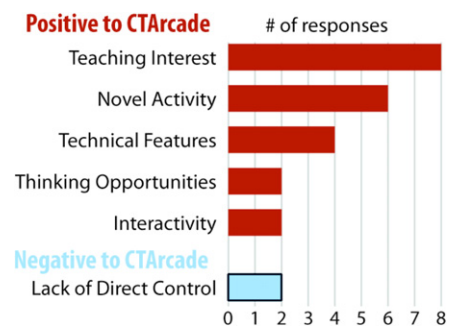 Positive to CTArcade # of responses
Teaching Interest
Novel Activity
Technical Features
Thinking Opportunities
Interactivity
Negative to CTArcade
Lack of Direct Control
0 1 2 3 4 5 6 7 8